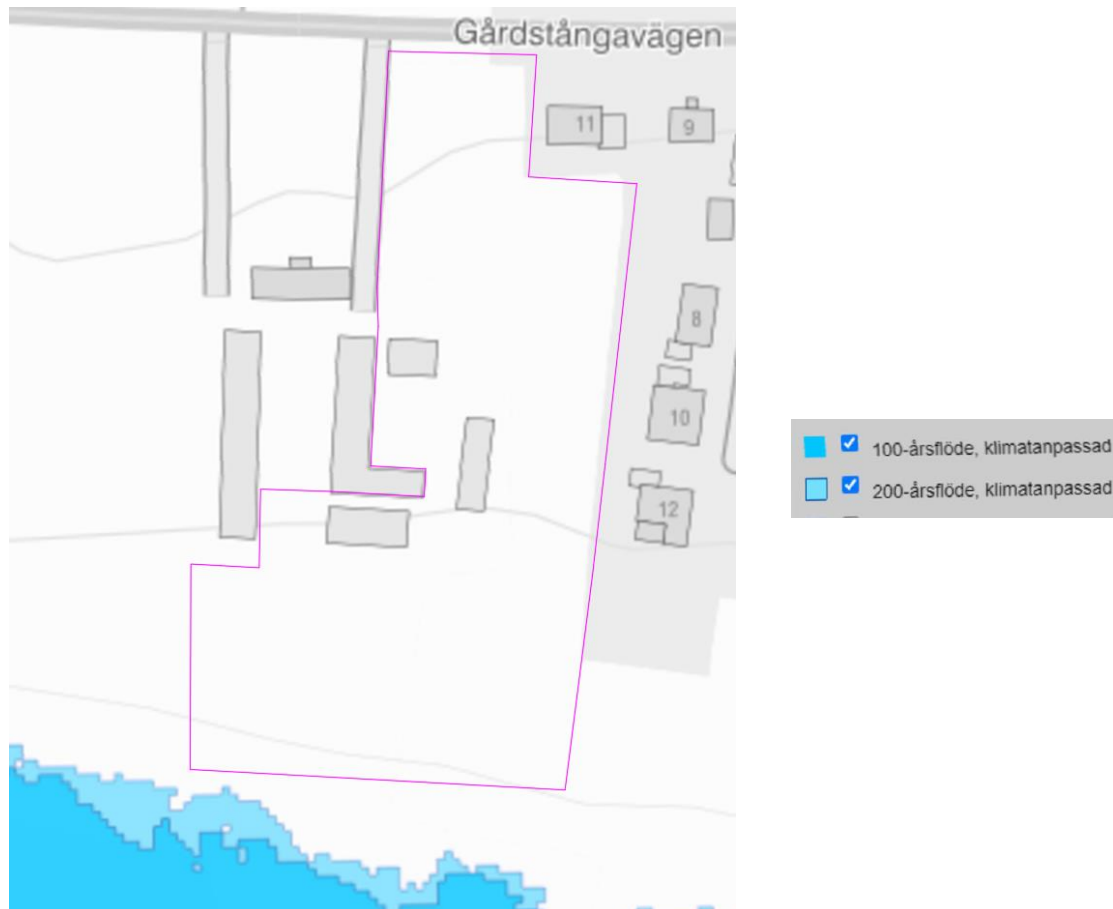 Gårdstångavägen
11
9
8
10
12
100-årsflöde, klimatanpassad
200-årsflöde, klimatanpassad